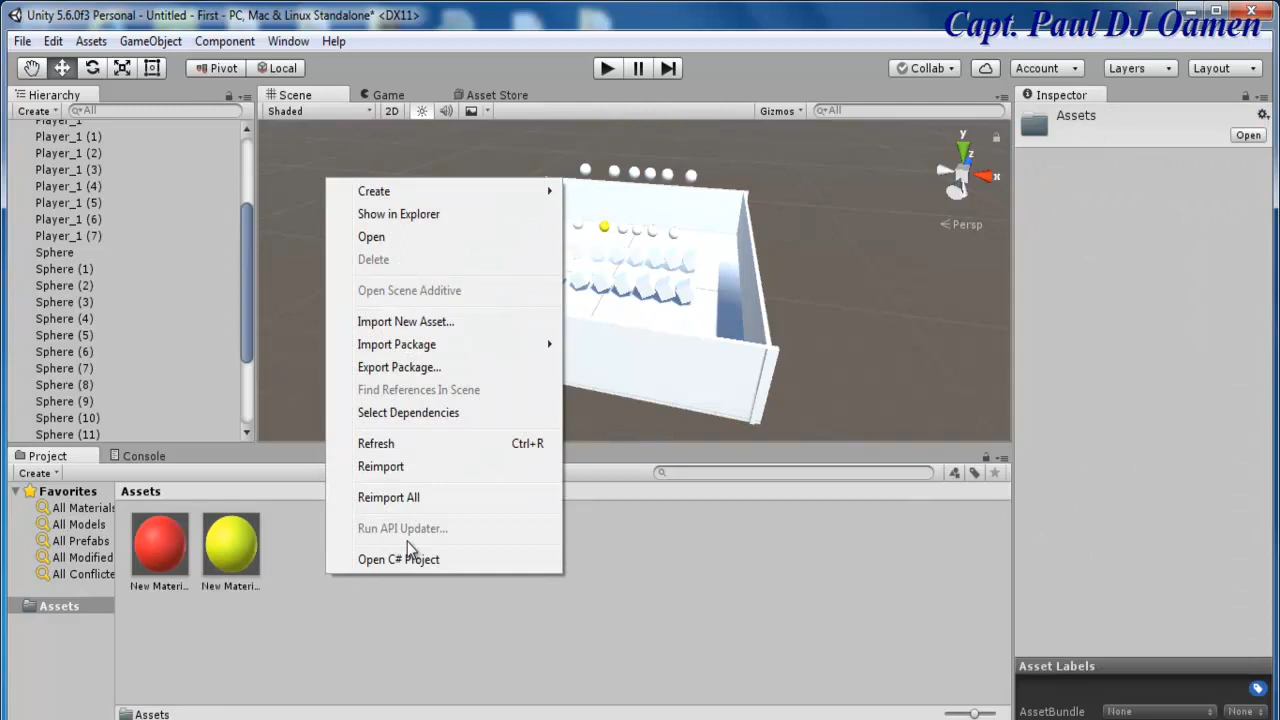 Unity 5.6.0f3 Personal - Untitled - First - PC, Mac & Linux Standalone* <DX11>
Capt. Paul DJ Oamen
File Edit Assets GameObject Component Window Help
Pivot Local Collab Account Layers Layout
Hierarchy Scene Game Asset Store Inspector
Create All Shaded 2D Gizmos All
Assets
Open
Player_1
Player_1 (1)
Player_1 (2)
Player_1 (3)
Player_1 (4)
Player_1 (5)
Player_1 (6)
Player_1 (7)
Sphere
Sphere (1)
Sphere (2)
Sphere (3)
Sphere (4)
Sphere (5)
Sphere (6)
Sphere (7)
Sphere (8)
Sphere (9)
Sphere (10)
Sphere (11)
Create
Show in Explorer
Open
Delete
Open Scene Additive
Import New Asset...
Import Package
Export Package...
Find References In Scene
Select Dependencies
Refresh Ctrl+R
Reimport
Reimport All
Run API Updater...
Open C# Project
y
z
x
Persp
Project Console
Create
Favorites
All Materials
All Models
All Prefabs
All Modified
All Conflicte
Assets
Assets
New Materi...
New Materi...
Assets
Asset Labels
AssetBundle None None